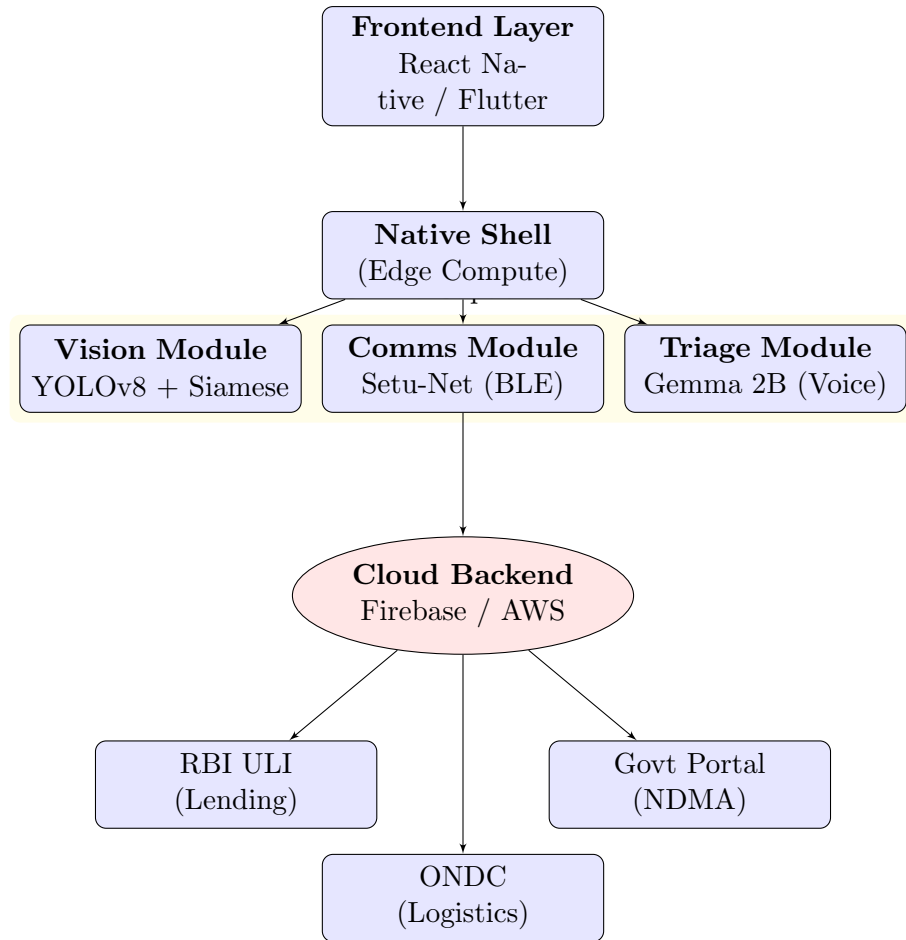 Frontend Layer
React Na-
tive / Flutter
Native Shell
(Edge Compute)
Vision Module
YOLOv8 + Siamese
Comms Module
Setu-Net (BLE)
Triage Module
Gemma 2B (Voice)
Cloud Backend
Firebase / AWS
RBI ULI
(Lending)
Govt Portal
(NDMA)
ONDC
(Logistics)